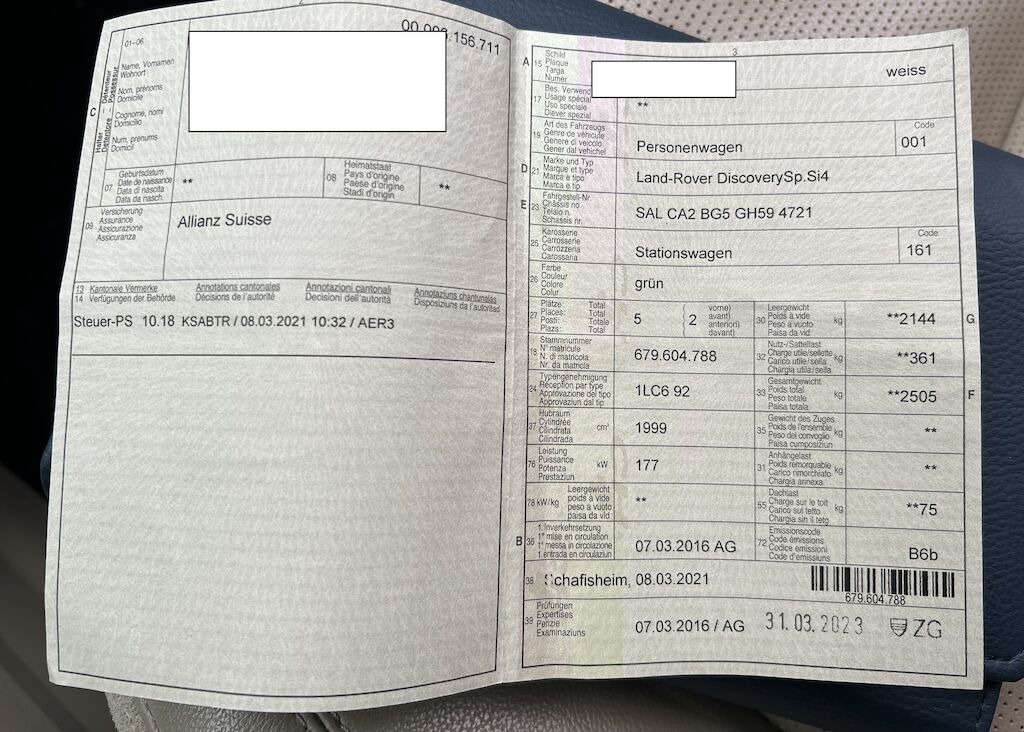 2
00.00
.156.711
01–06
Name, Vornamen
Wohnort
Nom, prénoms
Domicile
Cognome, nomi
Domicilio
Num, prenums
Domicil
C
Halter
Détenteur
Detentore
Possessur
07
Geburtsdatum
Date de naissance
Data di nascita
Data da nasch.
**
08
Heimatstaat
Pays d'origine
Paese d'origine
Stadi d'origin
**
09
Versicherung
Assurance
Assicurazione
Assicuranza
Allianz Suisse
13 Kantonale Vermerke Annotations cantonales Annotazioni cantonali Annotaziuns chantunalas
14 Verfügungen der Behörde Décisions de l'autorité Decisioni dell'autorità Disposiziuns da l'autoritad
Steuer-PS 10.18 KSABTR / 08.03.2021 10:32 / AER3
3
A
15
Schild
Plaque
Targa
Numer
weiss
17
Bes. Verwend
Usage spécial
Uso speciale
Diever spezial
**
19
Art des Fahrzeugs
Genre de véhicule
Genere di veicolo
Gener dal vehichel
Personenwagen
Code
001
D
21
Marke und Typ
Marque et type
Marca e tipo
Marca e tip
Land-Rover DiscoverySp.Si4
E
23
Fahrgestell-Nr.
Châssis no
Telaio n.
Schassis nr.
SAL CA2 BG5 GH59 4721
25
Karosserie
Carrosserie
Carrozzeria
Carossaria
Stationswagen
Code
161
26
Farbe
Couleur
Colore
Colur
grün
27
Plätze: Total
Places: Total
Posti: Totale
Plazs: Total
5
2
vorne)
avant)
anteriori)
davant)
30
Leergewicht
Poids à vide
Peso a vuoto
Paisa da vid
kg
**2144
G
18
Stammnummer
N° matricule
N. di matricola
Nr. da matricla
679.604.788
32
Nutz-/Sattellast
Charge utile/sellette
Carico utile/sella
Chargia utila/sella
kg
**361
24
Typengenehmigung
Réception par type
Approvazione del tipo
Approvaziun dal tip
1LC6 92
33
Gesamtgewicht
Poids total
Peso totale
Paisa totala
kg
**2505
F
37
Hubraum
Cylindrée
Cilindrata
Cilindrada
cm³
1999
35
Gewicht des Zuges
Poids de l'ensemble
Peso del convoglio
Paisa cumposiziun
kg
**
76
Leistung
Puissance
Potenza
Prestaziun
kW
177
31
Anhängelast
Poids remorquable
Carico rimorchiato
Chargia annexa
kg
**
78 kW/kg
Leergewicht
poids à vide
peso a vuoto
paisa da vid
**
55
Dachlast
Charge sur le toit
Carico sul tetto
Chargia sin il tetg
kg
**75
B
36
1. Inverkehrsetzung
1re mise en circulation
1a messa in circolazione
1. entrada en circulaziun
07.03.2016 AG
72
Emissionscode
Code émissions
Codice emissioni
Code d'emissiuns
B6b
38
Schafisheim, 08.03.2021
679.604.788
39
Prüfungen
Expertises
Perizie
Examinaziuns
07.03.2016 / AG
31.03.2023
ZG